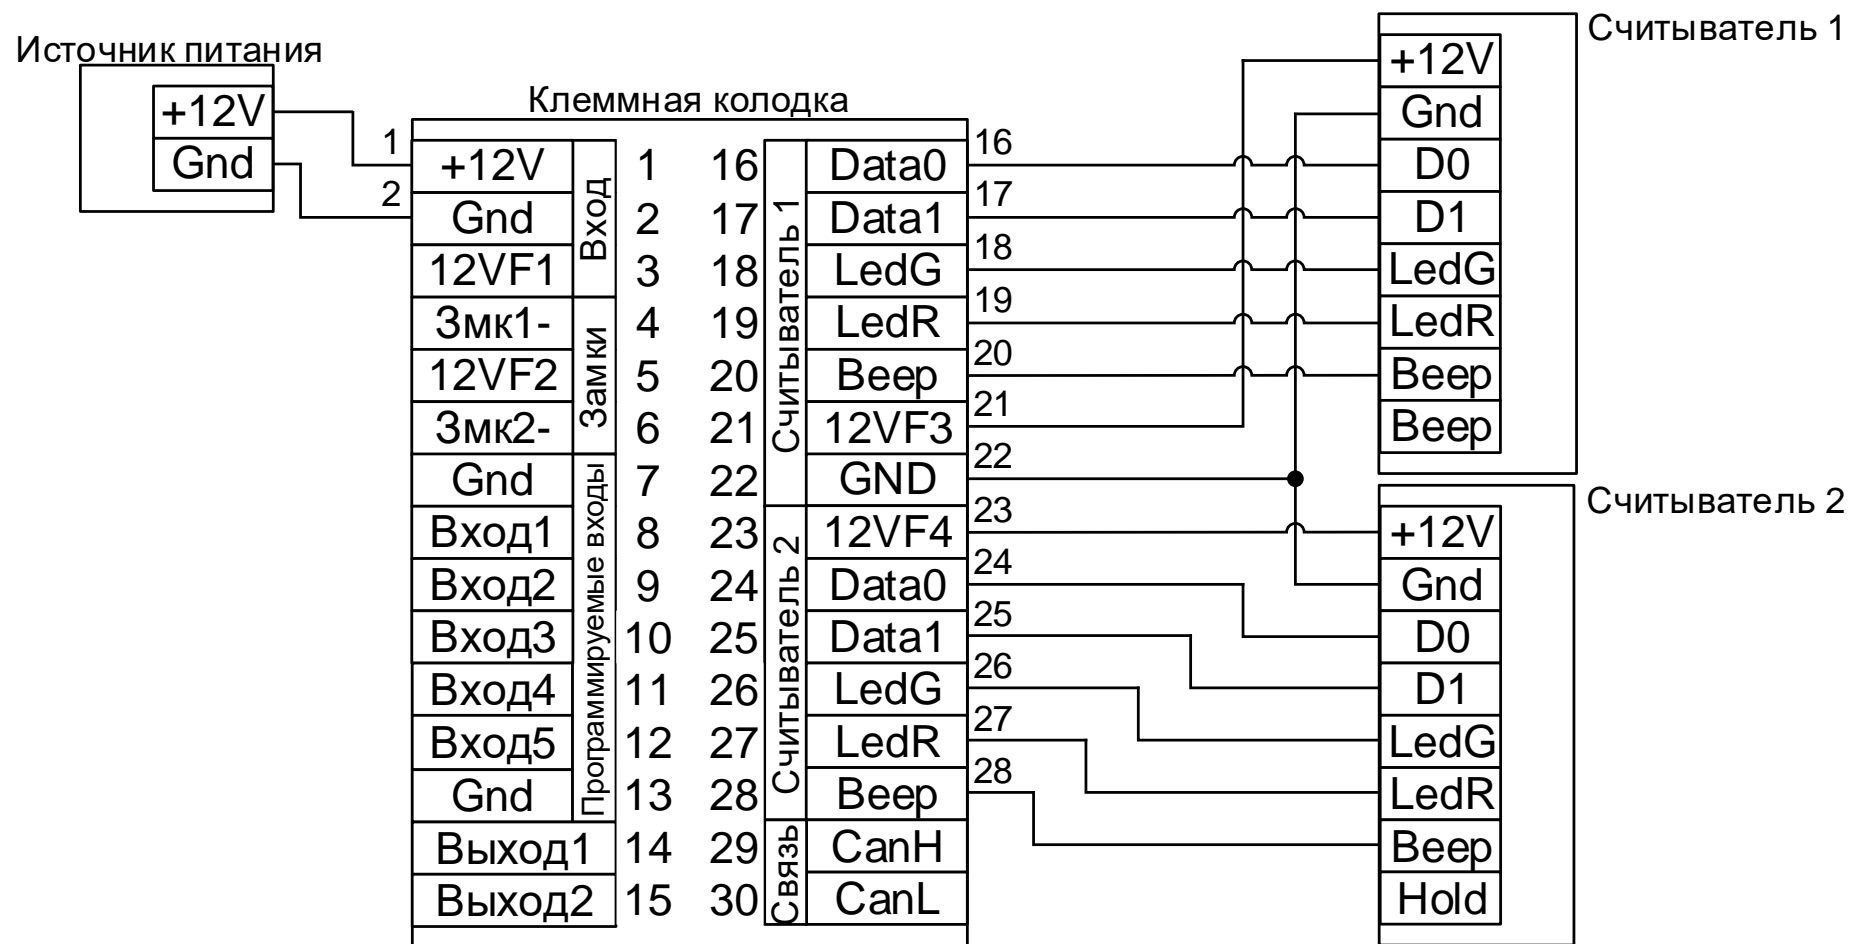 Источник питания
+12V
Gnd
Клеммная колодка
1
2
+12V 1 16 Data0 16
Gnd 2 17 Data1 17
12VF1 3 18 LedG 18
Вход
Змк1- 4 19 LedR 19
12VF2 5 20 Beep 20
Змк2- 6 21 12VF3 21
Замки
Gnd 7 22 GND 22
Считыватель 1
Вход1 8 23 12VF4 23
Вход2 9 24 Data0 24
Вход3 10 25 Data1 25
Вход4 11 26 LedG 26
Вход5 12 27 LedR 27
Gnd 13 28 Beep 28
Программируемые входы
Считыватель 2
Выход1 14 29 CanH
Выход2 15 30 CanL
Связь
Считыватель 1
+12V
Gnd
D0
D1
LedG
LedR
Beep
Beep
Считыватель 2
+12V
Gnd
D0
D1
LedG
LedR
Beep
Hold